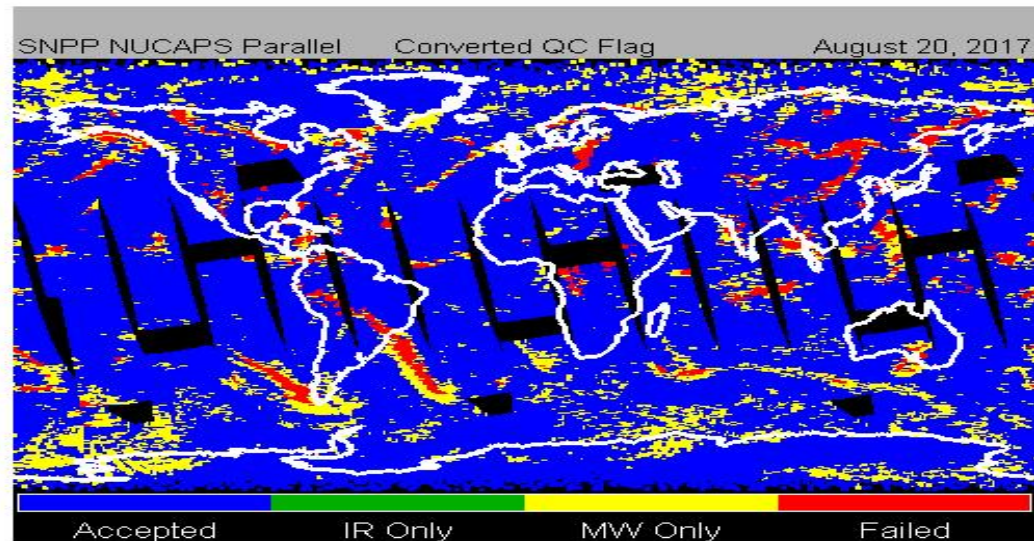 SNPP NUCAPS Parallel Converted QC Flag August 20, 2017
Accepted IR Only MW Only Failed